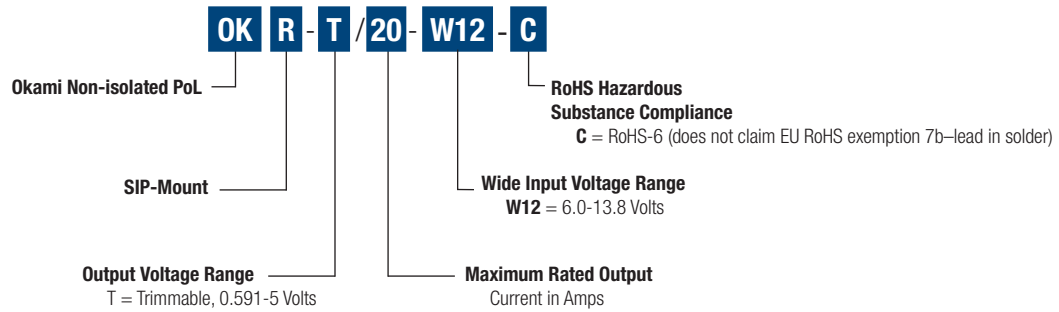 OK R - T / 20 - W12 - C
Okami Non-isolated PoL
RoHS Hazardous
Substance Compliance
C = RoHS-6 (does not claim EU RoHS exemption 7b–lead in solder)
SIP-Mount
Wide Input Voltage Range
W12 = 6.0-13.8 Volts
Output Voltage Range
T = Trimmable, 0.591-5 Volts
Maximum Rated Output
Current in Amps